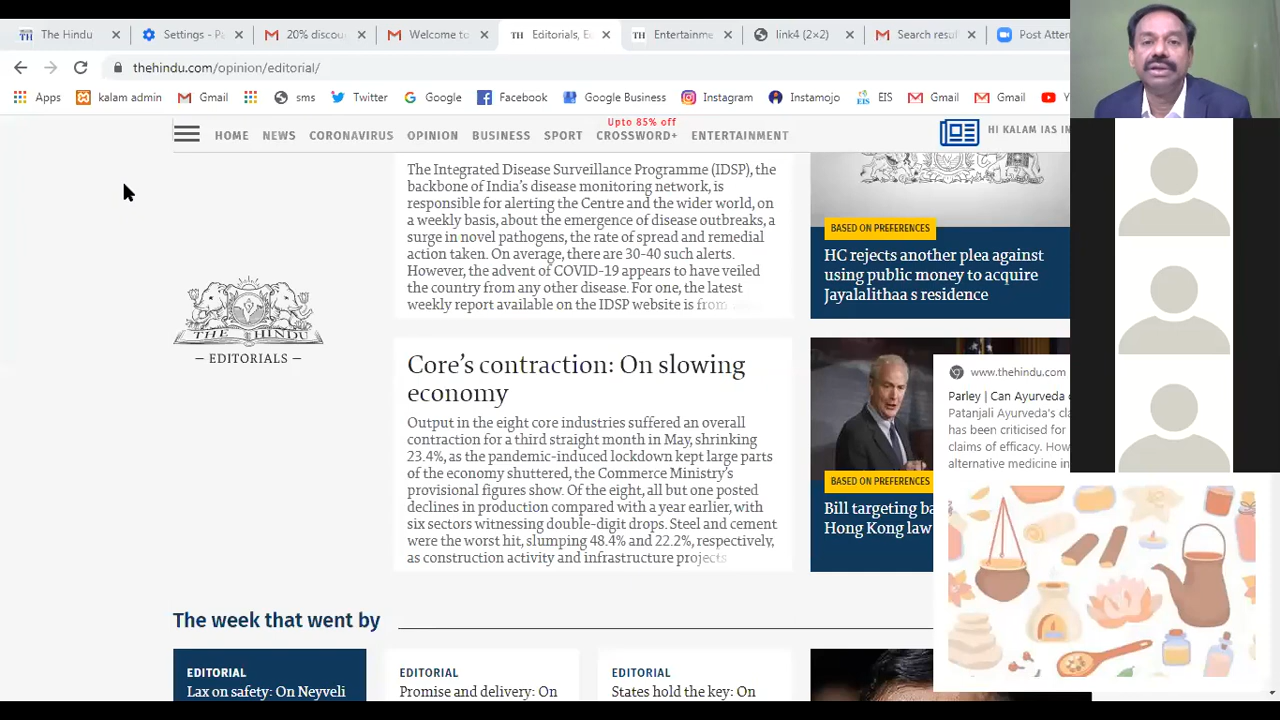 The Hindu
Settings - P
20% discou
Welcome to
Editorials, E
Entertainme
link4 (2×2)
Search resu
Post Atten
thehindu.com/opinion/editorial/
Apps
kalam admin
Gmail
sms
Twitter
Google
Facebook
Google Business
Instagram
Instamojo
EIS
Gmail
Gmail
Y
Upto 85% off
HOME NEWS CORONAVIRUS OPINION BUSINESS SPORT CROSSWORD+ ENTERTAINMENT
HI KALAM IAS IN
The Integrated Disease Surveillance Programme (IDSP), the
backbone of India's disease monitoring network, is
responsible for alerting the Centre and the wider world, on
a weekly basis, about the emergence of disease outbreaks, a
surge in novel pathogens, the rate of spread and remedial
action taken. On average, there are 30-40 such alerts.
However, the advent of COVID-19 appears to have veiled
the country from any other disease. For one, the latest
weekly report available on the IDSP website is from
THE HINDU
— EDITORIALS —
Core's contraction: On slowing
economy
Output in the eight core industries suffered an overall
contraction for a third straight month in May, shrinking
23.4%, as the pandemic-induced lockdown kept large parts
of the economy shuttered, the Commerce Ministry's
provisional figures show. Of the eight, all but one posted
declines in production compared with a year earlier, with
six sectors witnessing double-digit drops. Steel and cement
were the worst hit, slumping 48.4% and 22.2%, respectively,
as construction activity and infrastructure projects
BASED ON PREFERENCES
HC rejects another plea against
using public money to acquire
Jayalalithaa s residence
BASED ON PREFERENCES
Bill targeting ba
Hong Kong law
www.thehindu.com
Parley | Can Ayurveda
Patanjali Ayurveda's cla
has been criticised for
claims of efficacy. How
alternative medicine in
The week that went by
EDITORIAL
Lax on safety: On Neyveli
EDITORIAL
Promise and delivery: On
EDITORIAL
States hold the key: On